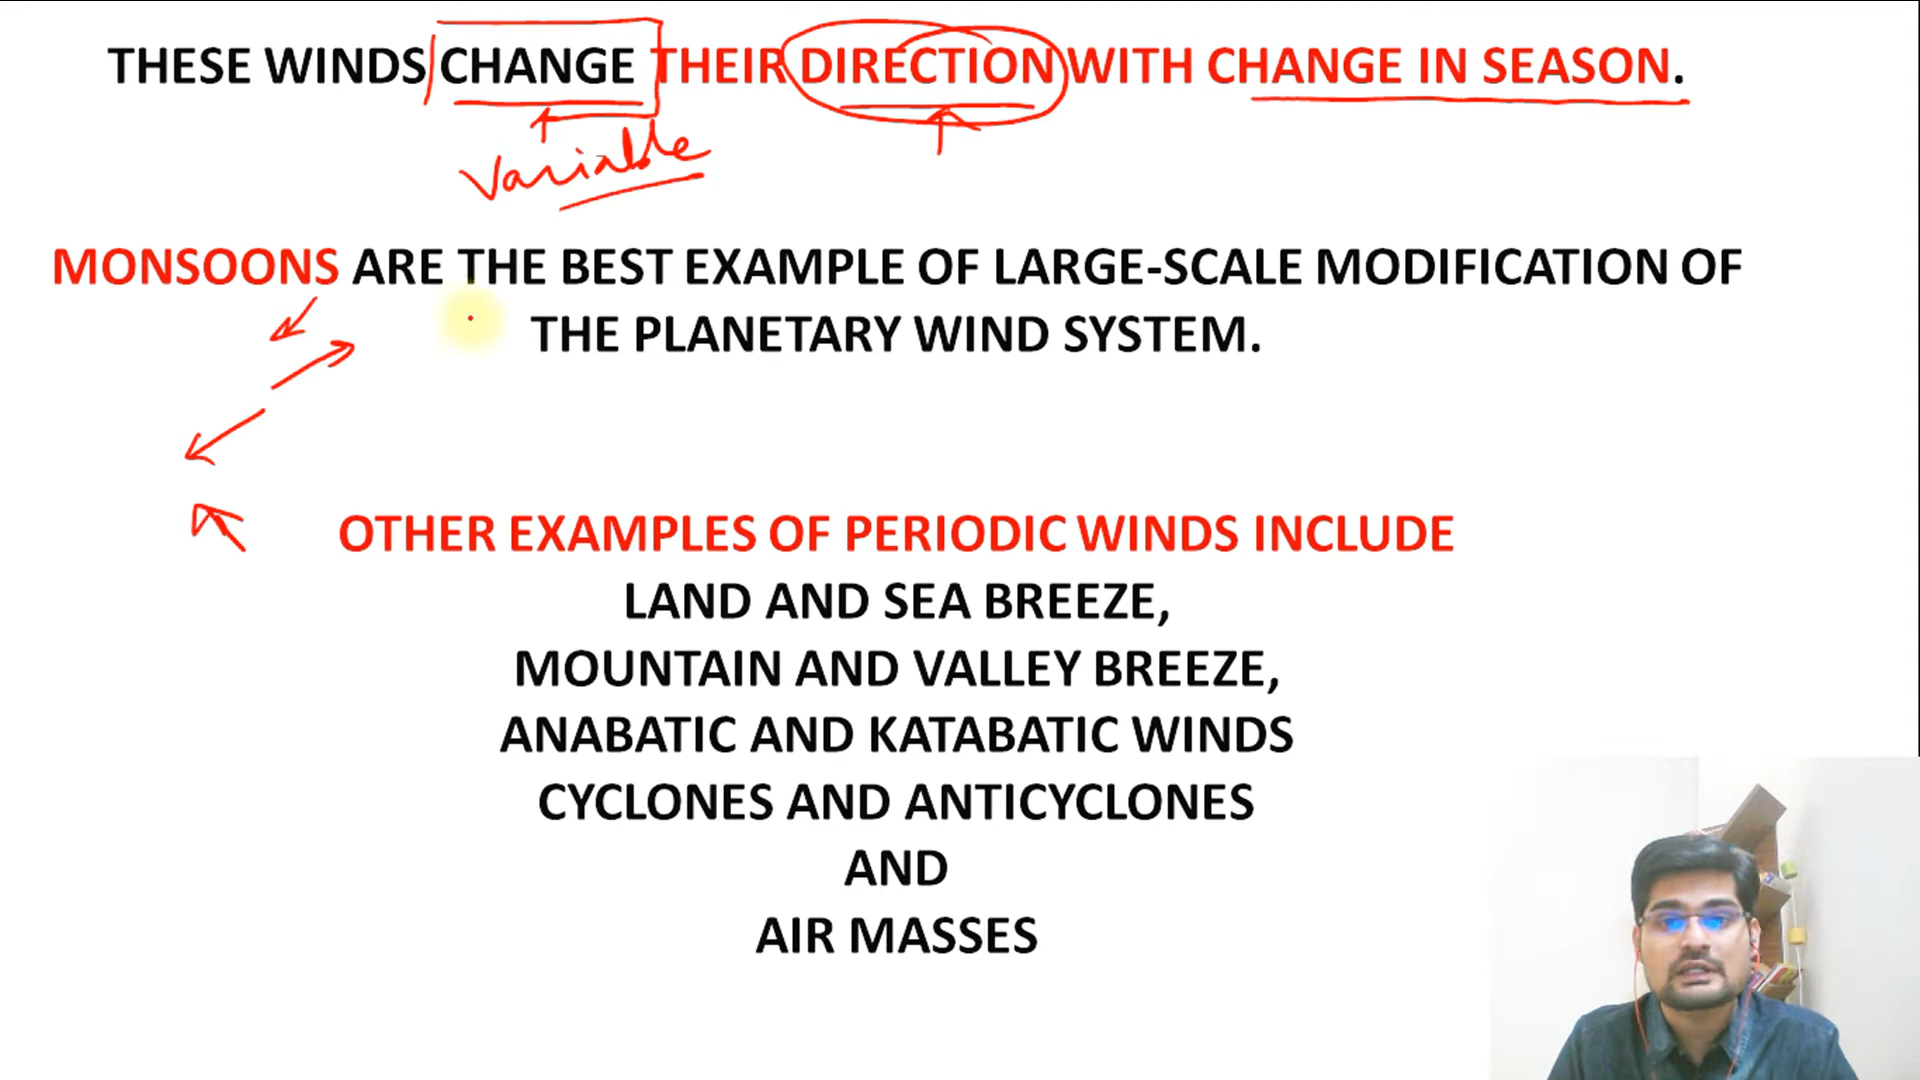 THESE WINDS CHANGE THEIR DIRECTION WITH CHANGE IN SEASON.
Variable
MONSOONS ARE THE BEST EXAMPLE OF LARGE-SCALE MODIFICATION OF
THE PLANETARY WIND SYSTEM.
OTHER EXAMPLES OF PERIODIC WINDS INCLUDE
LAND AND SEA BREEZE,
MOUNTAIN AND VALLEY BREEZE,
ANABATIC AND KATABATIC WINDS
CYCLONES AND ANTICYCLONES
AND
AIR MASSES